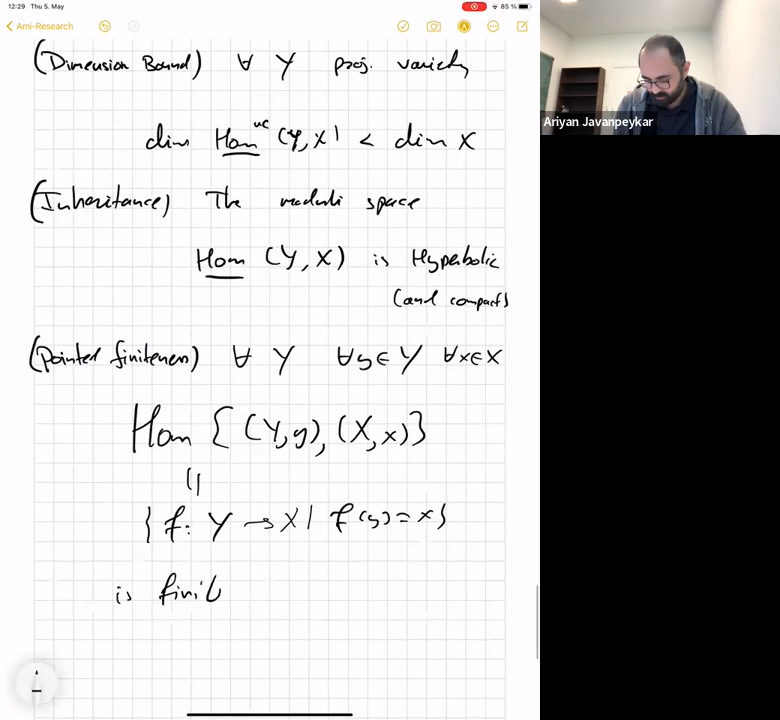 12:29 Thu 5. May
85 %
Ami-Research
Ariyan Javanpeykar
(Dimension Bound) ∀ Y proj. variety
dim Hom^nc (Y, X) < dim X
(Inheritance) The moduli space
Hom (Y, X) is Hyperbolic
(and compact)
(Pointed finiteness) ∀ Y ∀y∈Y ∀x∈X
Hom { (Y,y), (X,x) }
||
{ f: Y → X | f(y) = x }
is finit